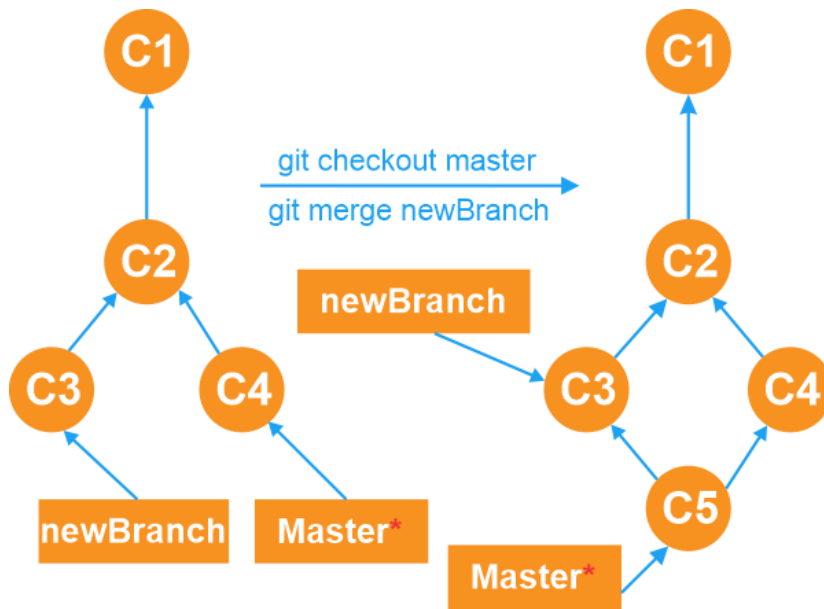 C1
C2
C3
C4
newBranch
Master*
git checkout master
git merge newBranch
C1
C2
newBranch
C3
C4
C5
Master*